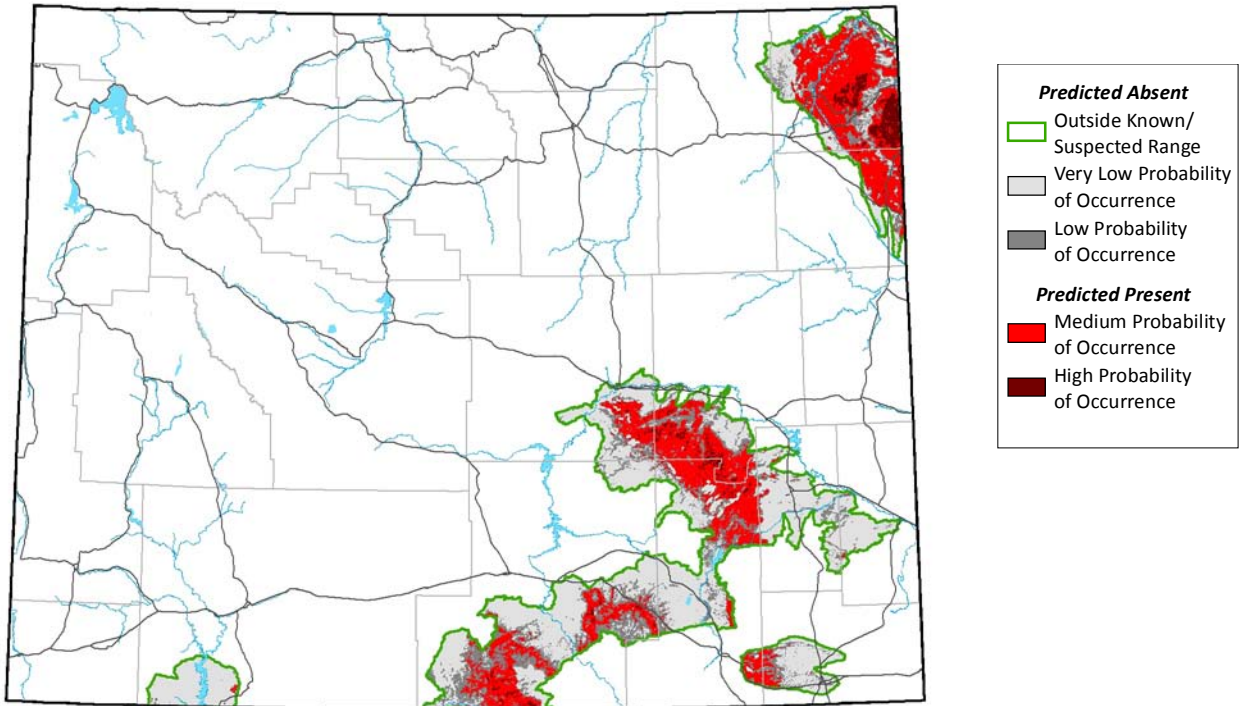 Predicted Absent
Outside Known/
Suspected Range
Very Low Probability
of Occurrence
Low Probability
of Occurrence
Predicted Present
Medium Probability
of Occurrence
High Probability
of Occurrence